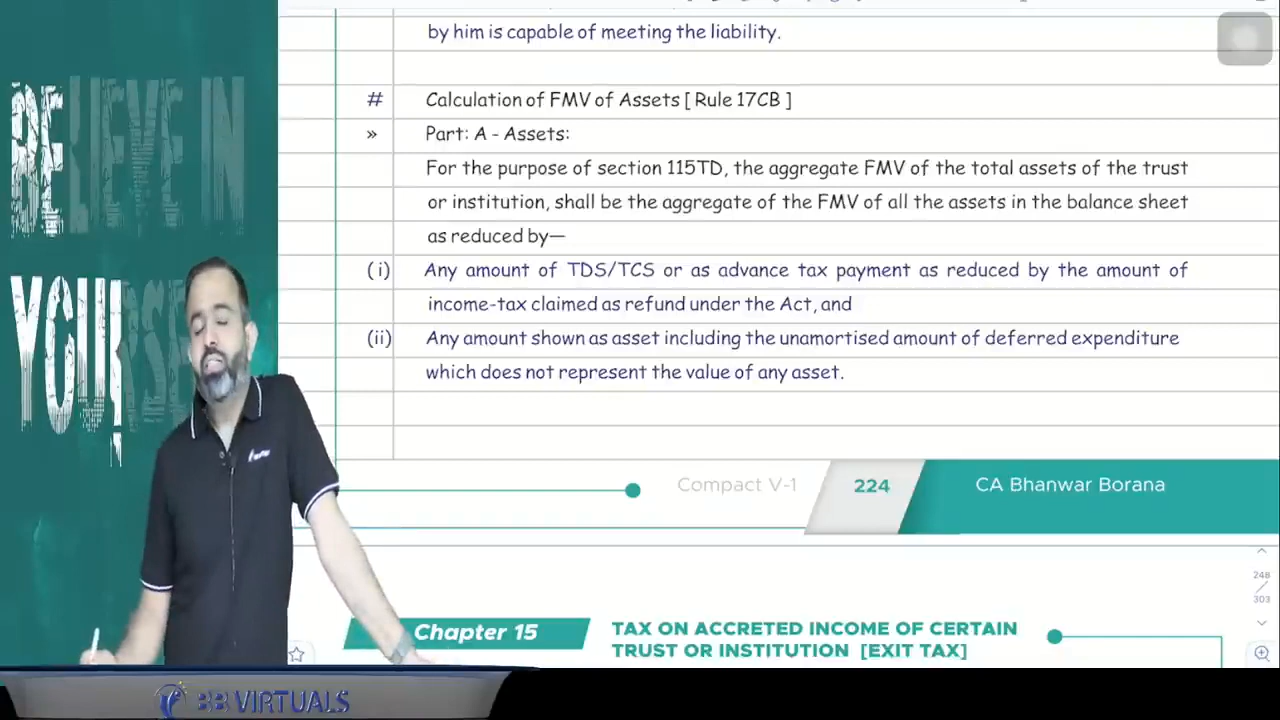 by him is capable of meeting the liability.
# Calculation of FMV of Assets [ Rule 17CB ]
» Part: A - Assets:
For the purpose of section 115TD, the aggregate FMV of the total assets of the trust
or institution, shall be the aggregate of the FMV of all the assets in the balance sheet
as reduced by—
(i) Any amount of TDS/TCS or as advance tax payment as reduced by the amount of
income-tax claimed as refund under the Act, and
(ii) Any amount shown as asset including the unamortised amount of deferred expenditure
which does not represent the value of any asset.
Compact V-1 224 CA Bhanwar Borana
248
/
303
Chapter 15 TAX ON ACCRETED INCOME OF CERTAIN
TRUST OR INSTITUTION [EXIT TAX]
BELIEVE IN
YOURSE
BB VIRTUALS